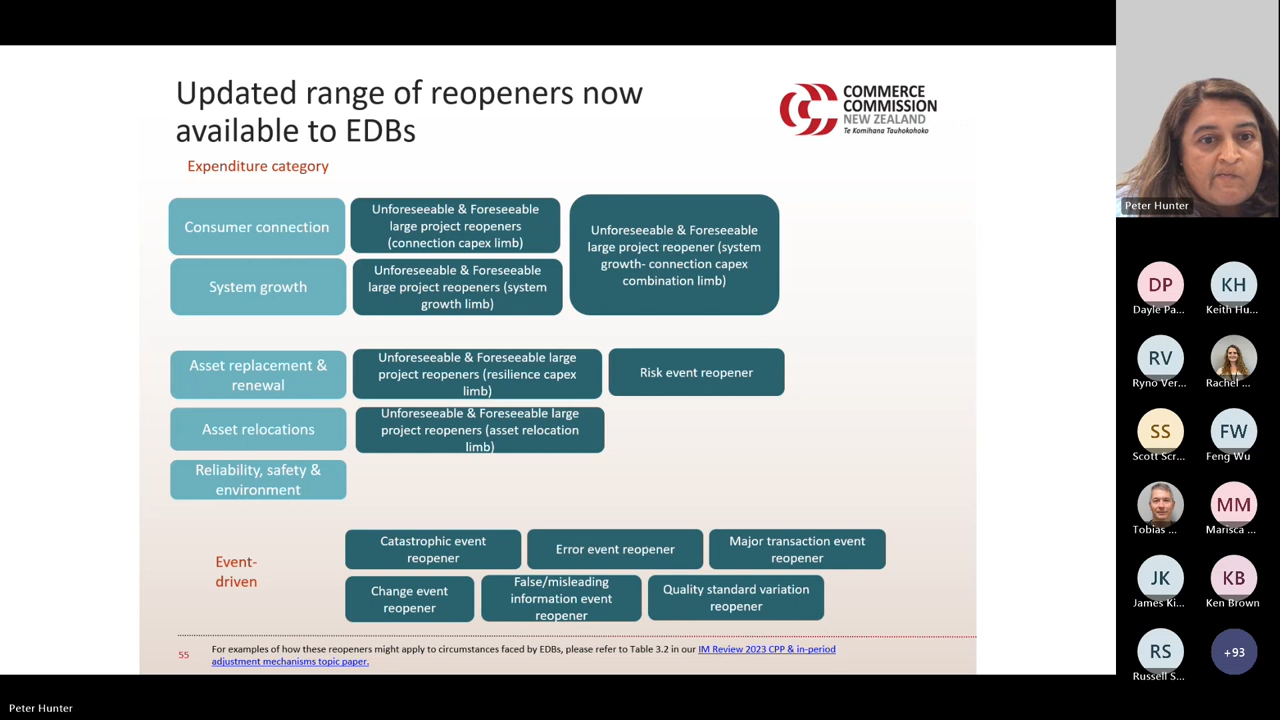 Updated range of reopeners now
available to EDBs
COMMERCE
COMMISSION
NEW ZEALAND
Te Komihana Tauhokohoko
Expenditure category
Consumer connection
Unforeseeable & Foreseeable
large project reopeners
(connection capex limb)
Unforeseeable & Foreseeable
large project reopener (system
growth- connection capex
combination limb)
System growth
Unforeseeable & Foreseeable
large project reopeners (system
growth limb)
Asset replacement &
renewal
Unforeseeable & Foreseeable large
project reopeners (resilience capex
limb)
Risk event reopener
Asset relocations
Unforeseeable & Foreseeable large
project reopeners (asset relocation
limb)
Reliability, safety &
environment
Event-
driven
Catastrophic event
reopener
Error event reopener
Major transaction event
reopener
Change event
reopener
False/misleading
information event
reopener
Quality standard variation
reopener
55
For examples of how these reopeners might apply to circumstances faced by EDBs, please refer to Table 3.2 in our IM Review 2023 CPP & in-period
adjustment mechanisms topic paper.
Peter Hunter
DP
Dayle Pa...
KH
Keith Hu...
RV
Ryno Ver...
Rachel ...
SS
Scott Scr...
FW
Feng Wu
Tobias ...
MM
Marisca ...
JK
James Ki...
KB
Ken Brown
RS
Russell S...
+93
Peter Hunter